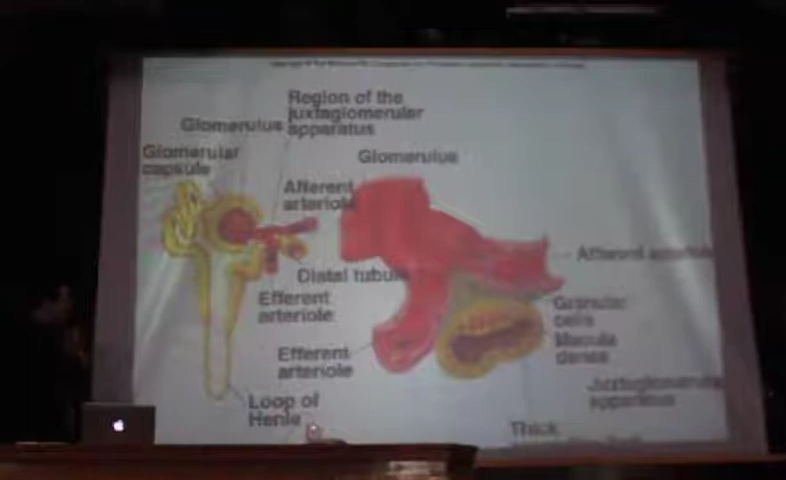 Region of the
juxtaglomerular
apparatus
Glomerulus
Glomerular
capsule
Glomerulus
Afferent
arteriole
Distal tubule
Efferent
arteriole
Efferent
arteriole
Loop of
Henle
Afferent arteriole
Granular
cells
Macula
densa
Juxtaglomerular
apparatus
Thick